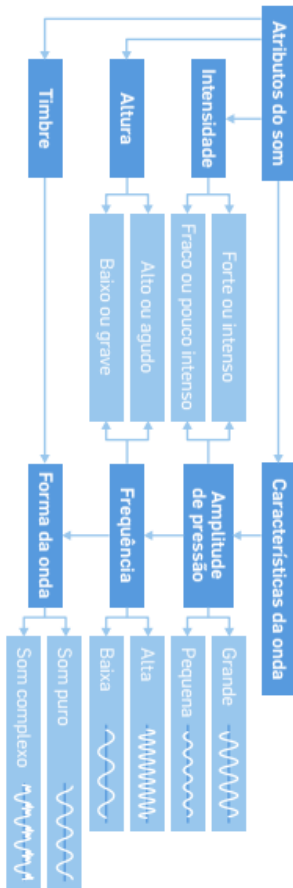 Atributos do som
Características da onda
Intensidade
Forte ou intenso
Fraco ou pouco intenso
Amplitude
de pressão
Grande
Pequena
Altura
Alto ou agudo
Baixo ou grave
Frequência
Alta
Baixa
Timbre
Forma da onda
Som puro
Som complexo